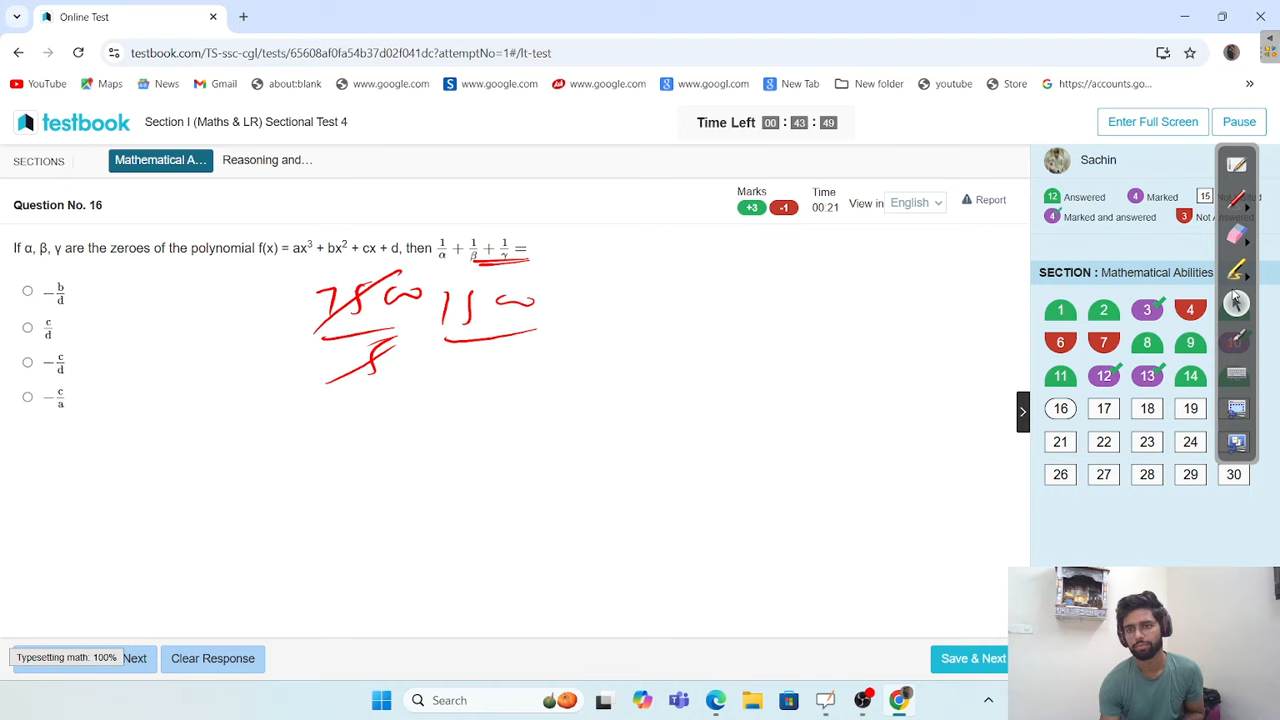 Online Test
testbook.com/TS-ssc-cgl/tests/65608af0fa54b37d02f041dc?attemptNo=1#/lt-test
YouTube Maps News Gmail about:blank www.google.com www.google.com www.google.com www.googl.com New Tab New folder youtube Store https://accounts.go... »
testbook Section I (Maths & LR) Sectional Test 4 Time Left 00 : 43 : 49 Enter Full Screen Pause
SECTIONS Mathematical A... Reasoning and... Sachin
Question No. 16 Marks +3 -1 Time 00:21 View in English Report
12 Answered 4 Marked 15
4 Marked and answered 3
If α, β, γ are the zeroes of the polynomial f(x) = ax³ + bx² + cx + d, then 1/α + 1/β + 1/γ =
− b/d
c/d
− c/d
− c/a
7500 1500
5
SECTION : Mathematical Abilities
1 2 3 4
6 7 8 9 10
11 12 13 14
16 17 18 19
21 22 23 24
26 27 28 29 30
Typesetting math: 100% Next Clear Response Save & Next
Search